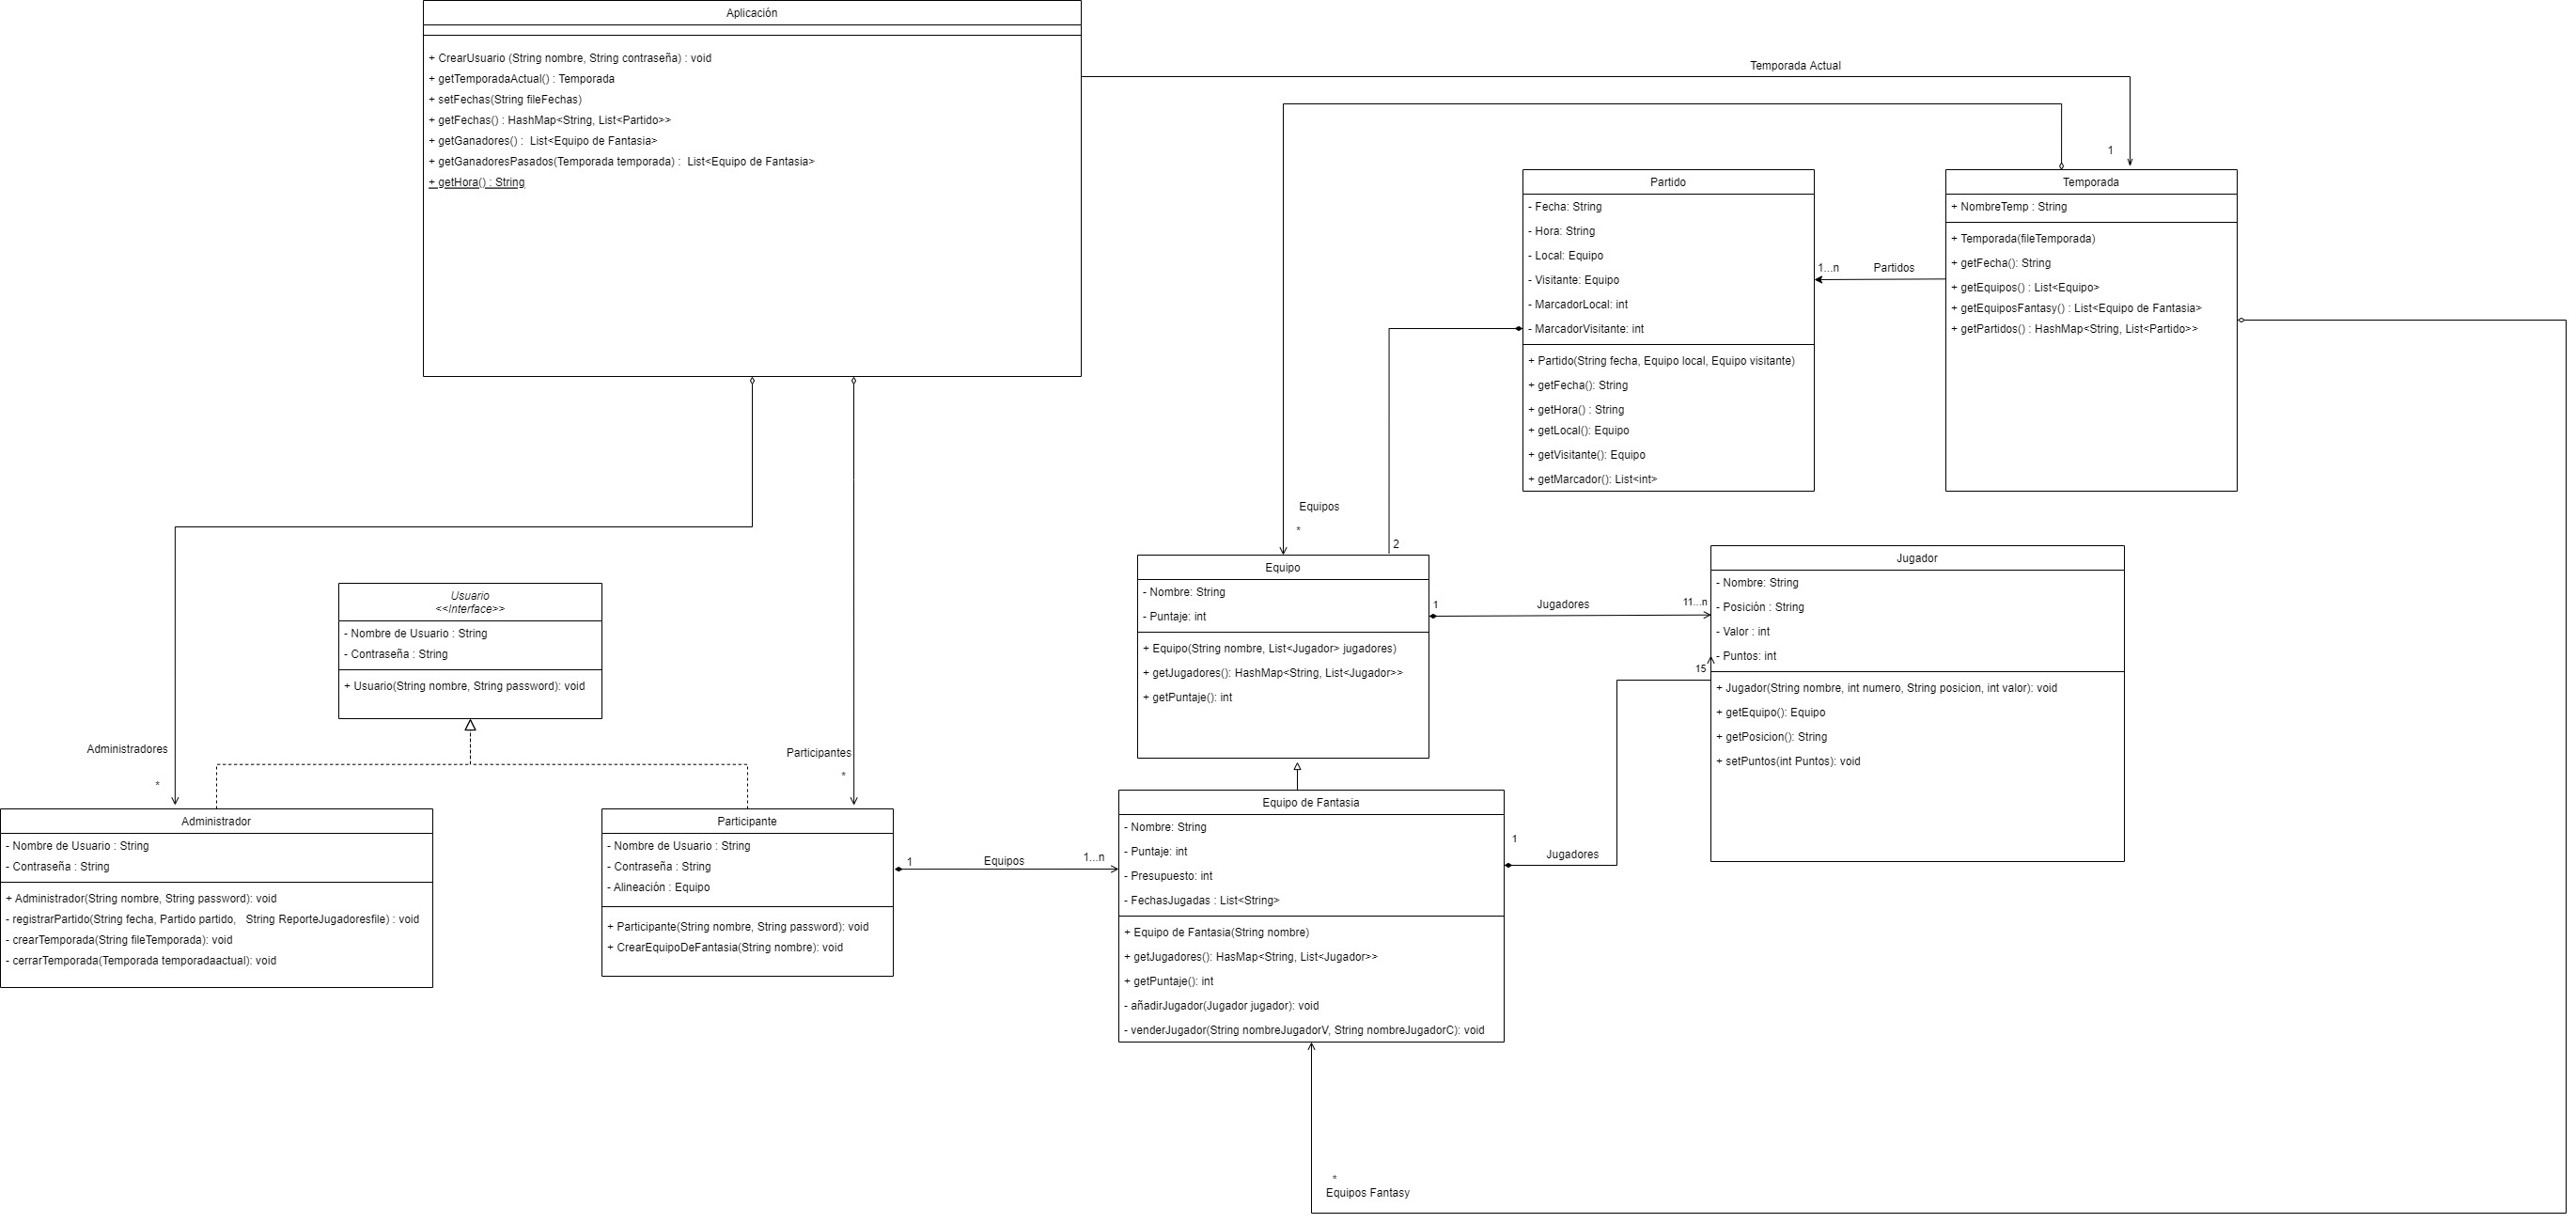 Aplicación
+ CrearUsuario (String nombre, String contraseña) : void
+ getTemporadaActual() : Temporada
+ setFechas(String fileFechas)
+ getFechas() : HashMap<String, List<Partido>>
+ getGanadores() :  List<Equipo de Fantasia>
+ getGanadoresPasados(Temporada temporada) :  List<Equipo de Fantasia>
+ getHora() : String
Temporada Actual
1
Partido
- Fecha: String
- Hora: String
- Local: Equipo
- Visitante: Equipo
- MarcadorLocal: int
- MarcadorVisitante: int
+ Partido(String fecha, Equipo local, Equipo visitante)
+ getFecha(): String
+ getHora() : String
+ getLocal(): Equipo
+ getVisitante(): Equipo
+ getMarcador(): List<int>
1...n
Partidos
Temporada
+ NombreTemp : String
+ Temporada(fileTemporada)
+ getFecha(): String
+ getEquipos() : List<Equipo>
+ getEquiposFantasy() : List<Equipo de Fantasia>
+ getPartidos() : HashMap<String, List<Partido>>
Equipos
*
2
Equipo
- Nombre: String
- Puntaje: int
+ Equipo(String nombre, List<Jugador> jugadores)
+ getJugadores(): HashMap<String, List<Jugador>>
+ getPuntaje(): int
1
Jugadores
11...n
15
Jugador
- Nombre: String
- Posición : String
- Valor : int
- Puntos: int
+ Jugador(String nombre, int numero, String posicion, int valor): void
+ getEquipo(): Equipo
+ getPosicion(): String
+ setPuntos(int Puntos): void
Usuario
<<Interface>>
- Nombre de Usuario : String
- Contraseña : String
+ Usuario(String nombre, String password): void
Administradores
*
Participantes
*
Administrador
- Nombre de Usuario : String
- Contraseña : String
+ Administrador(String nombre, String password): void
- registrarPartido(String fecha, Partido partido,   String ReporteJugadoresfile) : void
- crearTemporada(String fileTemporada): void
- cerrarTemporada(Temporada temporadaactual): void
Participante
- Nombre de Usuario : String
- Contraseña : String
- Alineación : Equipo
+ Participante(String nombre, String password): void
+ CrearEquipoDeFantasia(String nombre): void
1
Equipos
1...n
Equipo de Fantasia
- Nombre: String
- Puntaje: int
- Presupuesto: int
- FechasJugadas : List<String>
+ Equipo de Fantasia(String nombre)
+ getJugadores(): HasMap<String, List<Jugador>>
+ getPuntaje(): int
- añadirJugador(Jugador jugador): void
- venderJugador(String nombreJugadorV, String nombreJugadorC): void
1
Jugadores
*
Equipos Fantasy